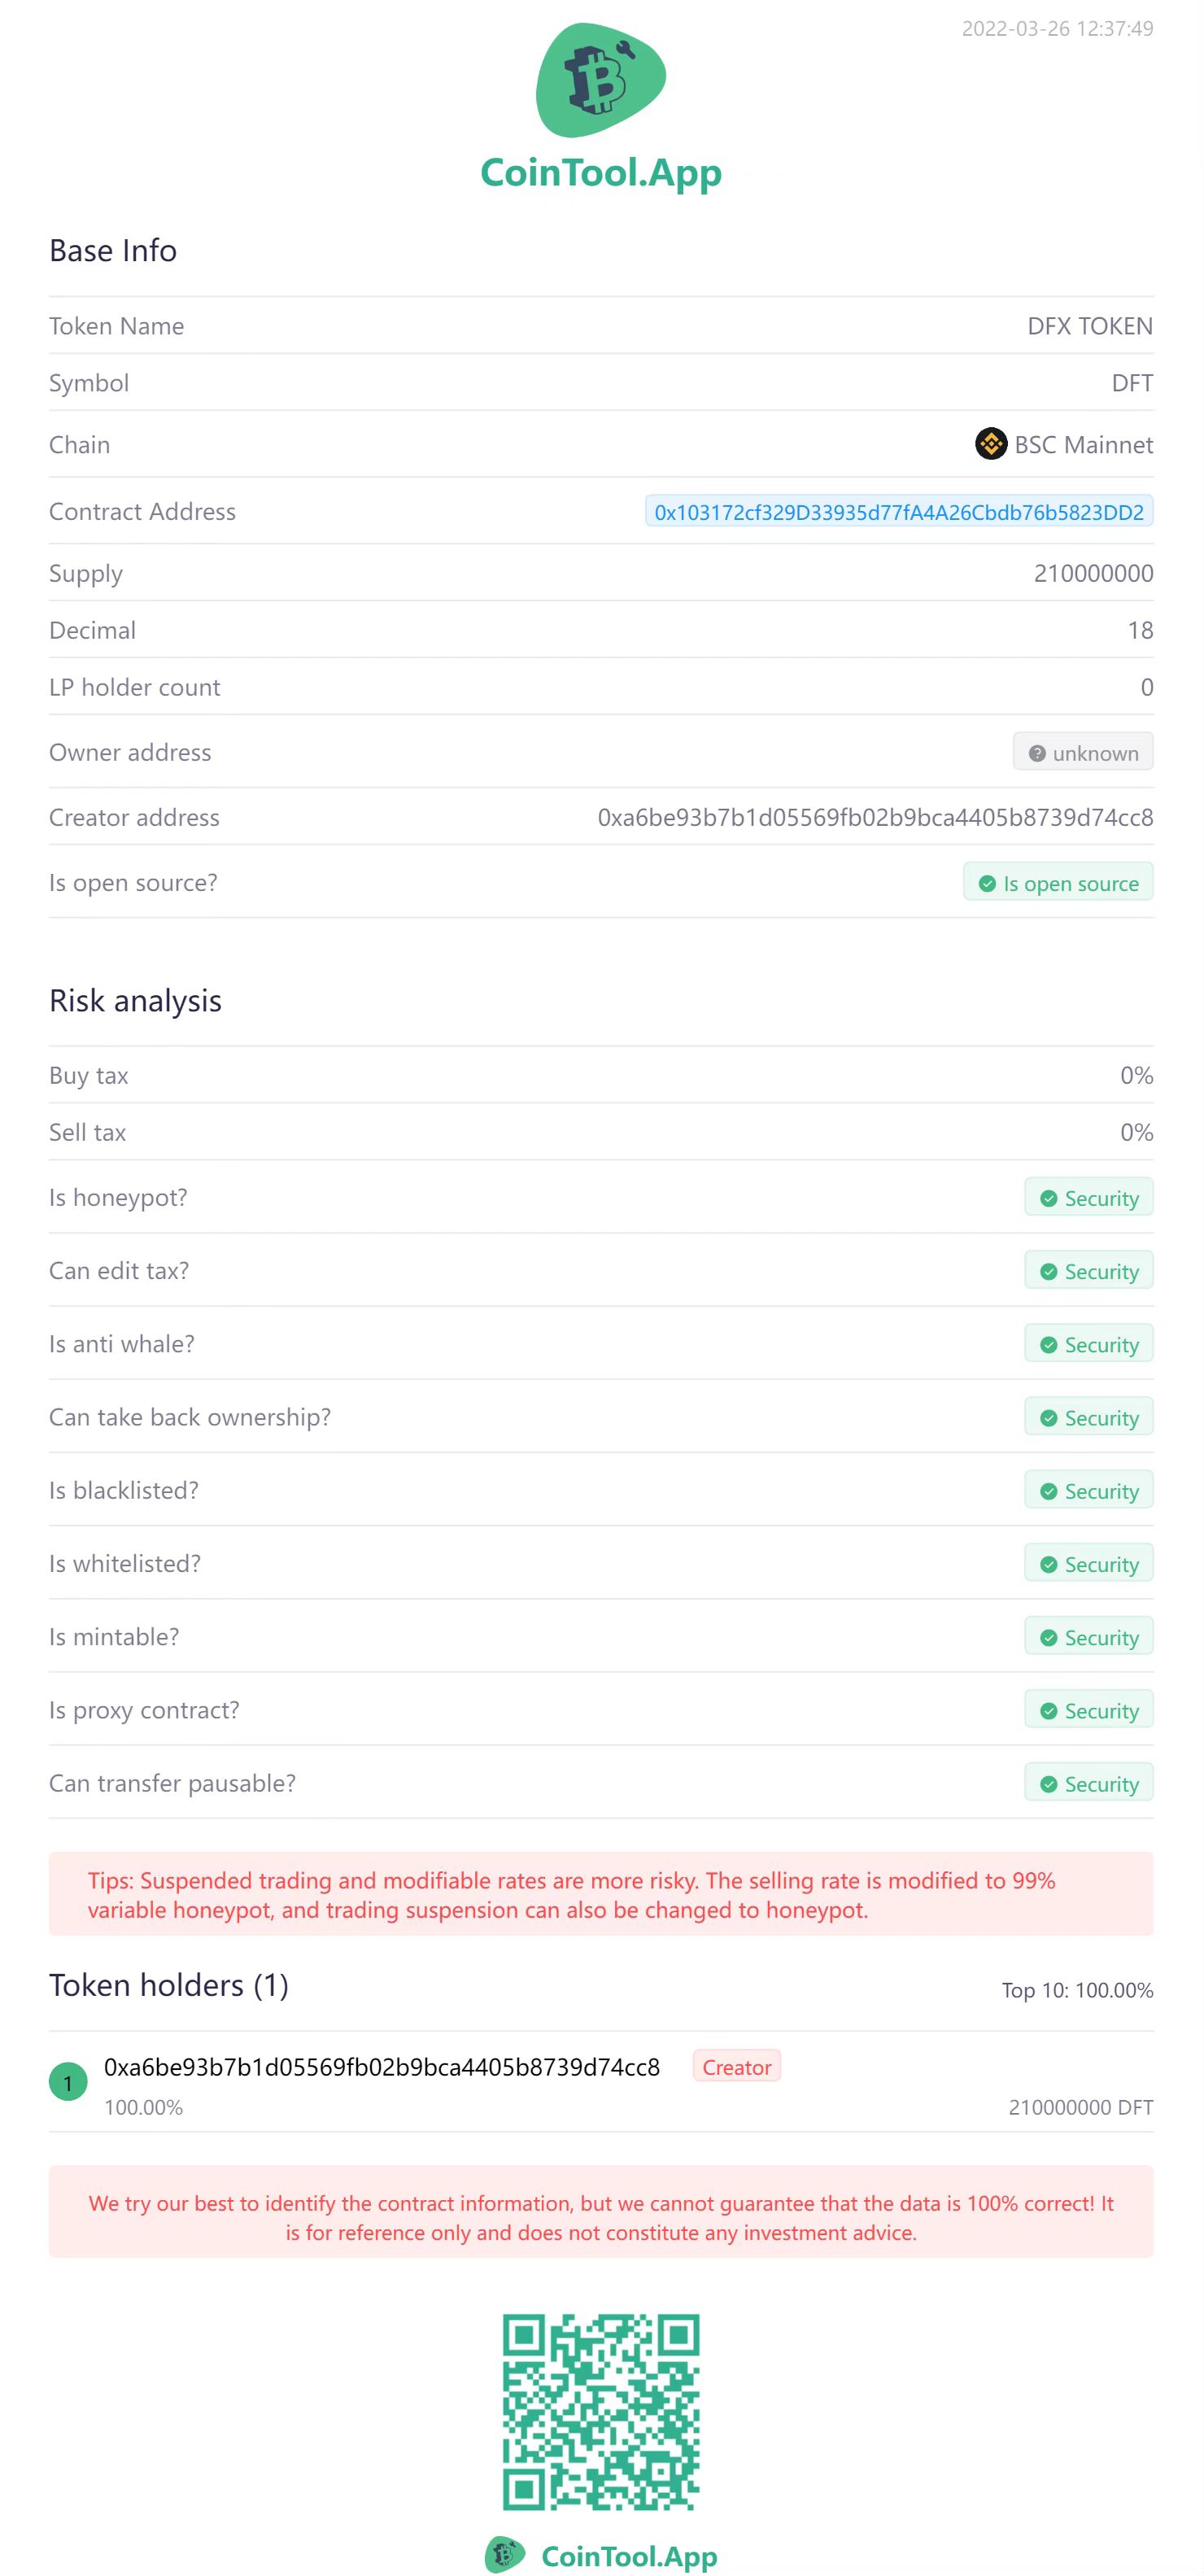 2022-03-26 12:37:49
CoinTool.App
Base Info
Token Name DFX TOKEN
Symbol DFT
Chain BSC Mainnet
Contract Address 0x103172cf329D33935d77fA4A26Cbdb76b5823DD2
Supply 210000000
Decimal 18
LP holder count 0
Owner address unknown
Creator address 0xa6be93b7b1d05569fb02b9bca4405b8739d74cc8
Is open source? Is open source
Risk analysis
Buy tax 0%
Sell tax 0%
Is honeypot? Security
Can edit tax? Security
Is anti whale? Security
Can take back ownership? Security
Is blacklisted? Security
Is whitelisted? Security
Is mintable? Security
Is proxy contract? Security
Can transfer pausable? Security
Tips: Suspended trading and modifiable rates are more risky. The selling rate is modified to 99%
variable honeypot, and trading suspension can also be changed to honeypot.
Token holders (1) Top 10: 100.00%
1 0xa6be93b7b1d05569fb02b9bca4405b8739d74cc8 Creator
100.00% 210000000 DFT
We try our best to identify the contract information, but we cannot guarantee that the data is 100% correct! It
is for reference only and does not constitute any investment advice.
CoinTool.App